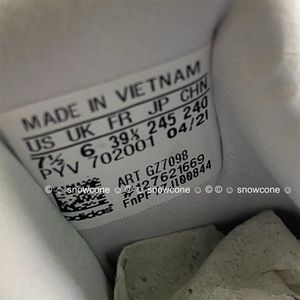 MADE IN VIETNAM
US UK FR JP CHN
7½ 6 39⅓ 245 240
PYV 702001 04/21
ART G77098
adidas
© ☺ snowcone ☺ © ☺ snowcone ☺ © ☺ snowcone ☺ ©